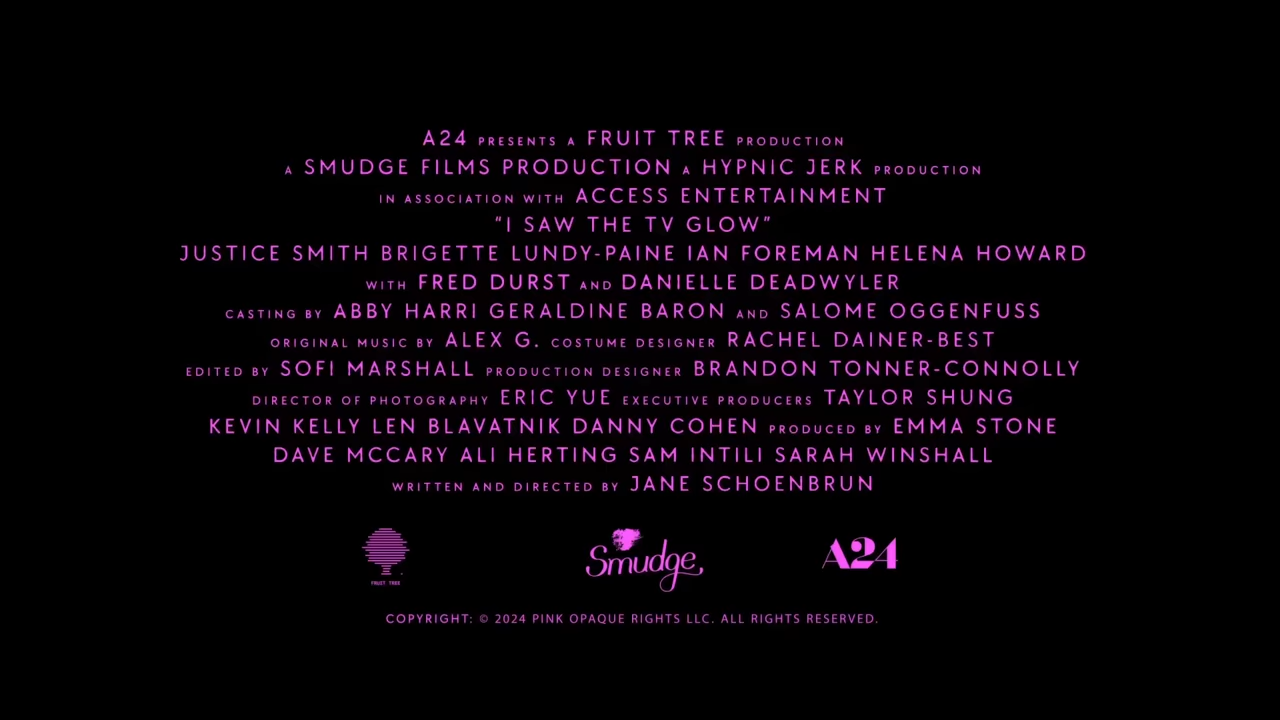 A24 PRESENTS A FRUIT TREE PRODUCTION
A SMUDGE FILMS PRODUCTION A HYPNIC JERK PRODUCTION
IN ASSOCIATION WITH ACCESS ENTERTAINMENT
“I SAW THE TV GLOW”
JUSTICE SMITH BRIGETTE LUNDY-PAINE IAN FOREMAN HELENA HOWARD
WITH FRED DURST AND DANIELLE DEADWYLER
CASTING BY ABBY HARRI GERALDINE BARON AND SALOME OGGENFUSS
ORIGINAL MUSIC BY ALEX G. COSTUME DESIGNER RACHEL DAINER-BEST
EDITED BY SOFI MARSHALL PRODUCTION DESIGNER BRANDON TONNER-CONNOLLY
DIRECTOR OF PHOTOGRAPHY ERIC YUE EXECUTIVE PRODUCERS TAYLOR SHUNG
KEVIN KELLY LEN BLAVATNIK DANNY COHEN PRODUCED BY EMMA STONE
DAVE MCCARY ALI HERTING SAM INTILI SARAH WINSHALL
WRITTEN AND DIRECTED BY JANE SCHOENBRUN
FRUIT TREE
Smudge
A24
COPYRIGHT: © 2024 PINK OPAQUE RIGHTS LLC. ALL RIGHTS RESERVED.